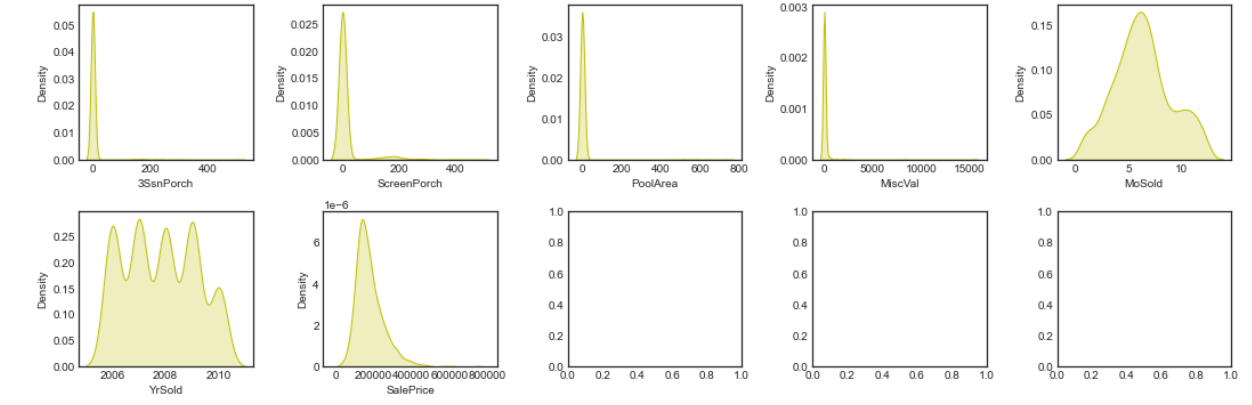 0.05
0.04
0.03
0.02
0.01
0.00
Density
0 200 400
3SsnPorch
0.025
0.020
0.015
0.010
0.005
0.000
Density
0 200 400
ScreenPorch
0.03
0.02
0.01
0.00
Density
0 200 400 600 800
PoolArea
0.003
0.002
0.001
0.000
Density
0 5000 10000 15000
MiscVal
0.15
0.10
0.05
0.00
Density
0 5 10
MoSold
0.25
0.20
0.15
0.10
0.05
0.00
Density
2006 2008 2010
YrSold
1e−6
6
4
2
0
Density
0 200000 400000 600000 800000
SalePrice
1.0
0.8
0.6
0.4
0.2
0.0
0.0 0.2 0.4 0.6 0.8 1.0
1.0
0.8
0.6
0.4
0.2
0.0
0.0 0.2 0.4 0.6 0.8 1.0
1.0
0.8
0.6
0.4
0.2
0.0
0.0 0.2 0.4 0.6 0.8 1.0